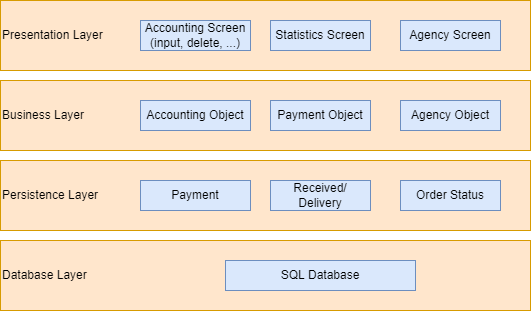 Presentation Layer
Accounting Screen
(input, delete, ...)
Statistics Screen
Agency Screen
Business Layer
Accounting Object
Payment Object
Agency Object
Persistence Layer
Payment
Received/
Delivery
Order Status
Database Layer
SQL Database